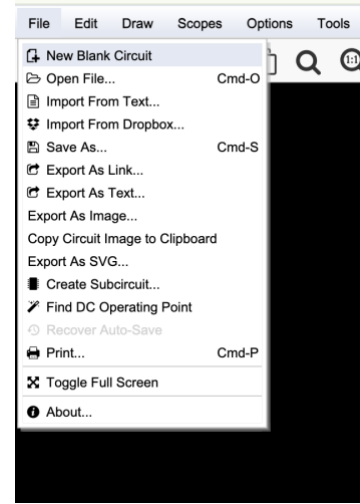 File Edit Draw Scopes Options Tools
New Blank Circuit
Open File... Cmd-O
Import From Text...
Import From Dropbox...
Save As... Cmd-S
Export As Link...
Export As Text...
Export As Image...
Copy Circuit Image to Clipboard
Export As SVG...
Create Subcircuit...
Find DC Operating Point
Recover Auto-Save
Print... Cmd-P
Toggle Full Screen
About...
1:1